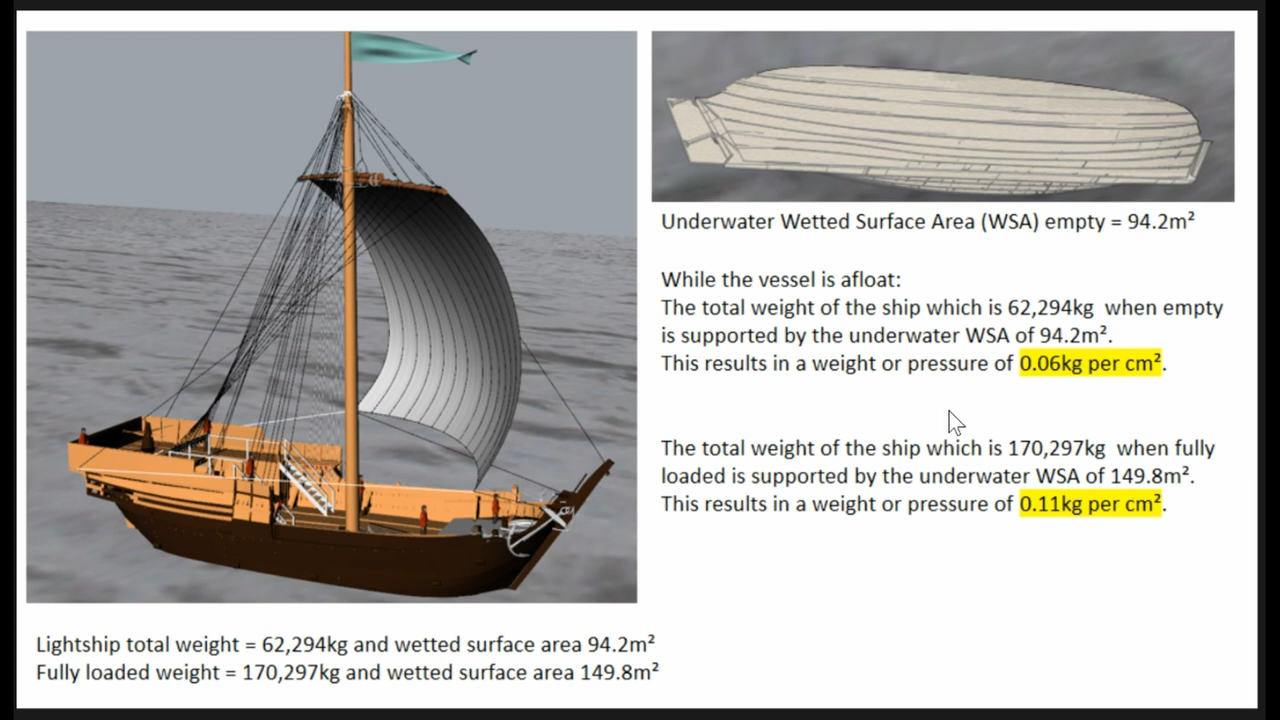 Underwater Wetted Surface Area (WSA) empty = 94.2m²
While the vessel is afloat:
The total weight of the ship which is 62,294kg when empty
is supported by the underwater WSA of 94.2m².
This results in a weight or pressure of 0.06kg per cm².
The total weight of the ship which is 170,297kg when fully
loaded is supported by the underwater WSA of 149.8m².
This results in a weight or pressure of 0.11kg per cm².
Lightship total weight = 62,294kg and wetted surface area 94.2m²
Fully loaded weight = 170,297kg and wetted surface area 149.8m²